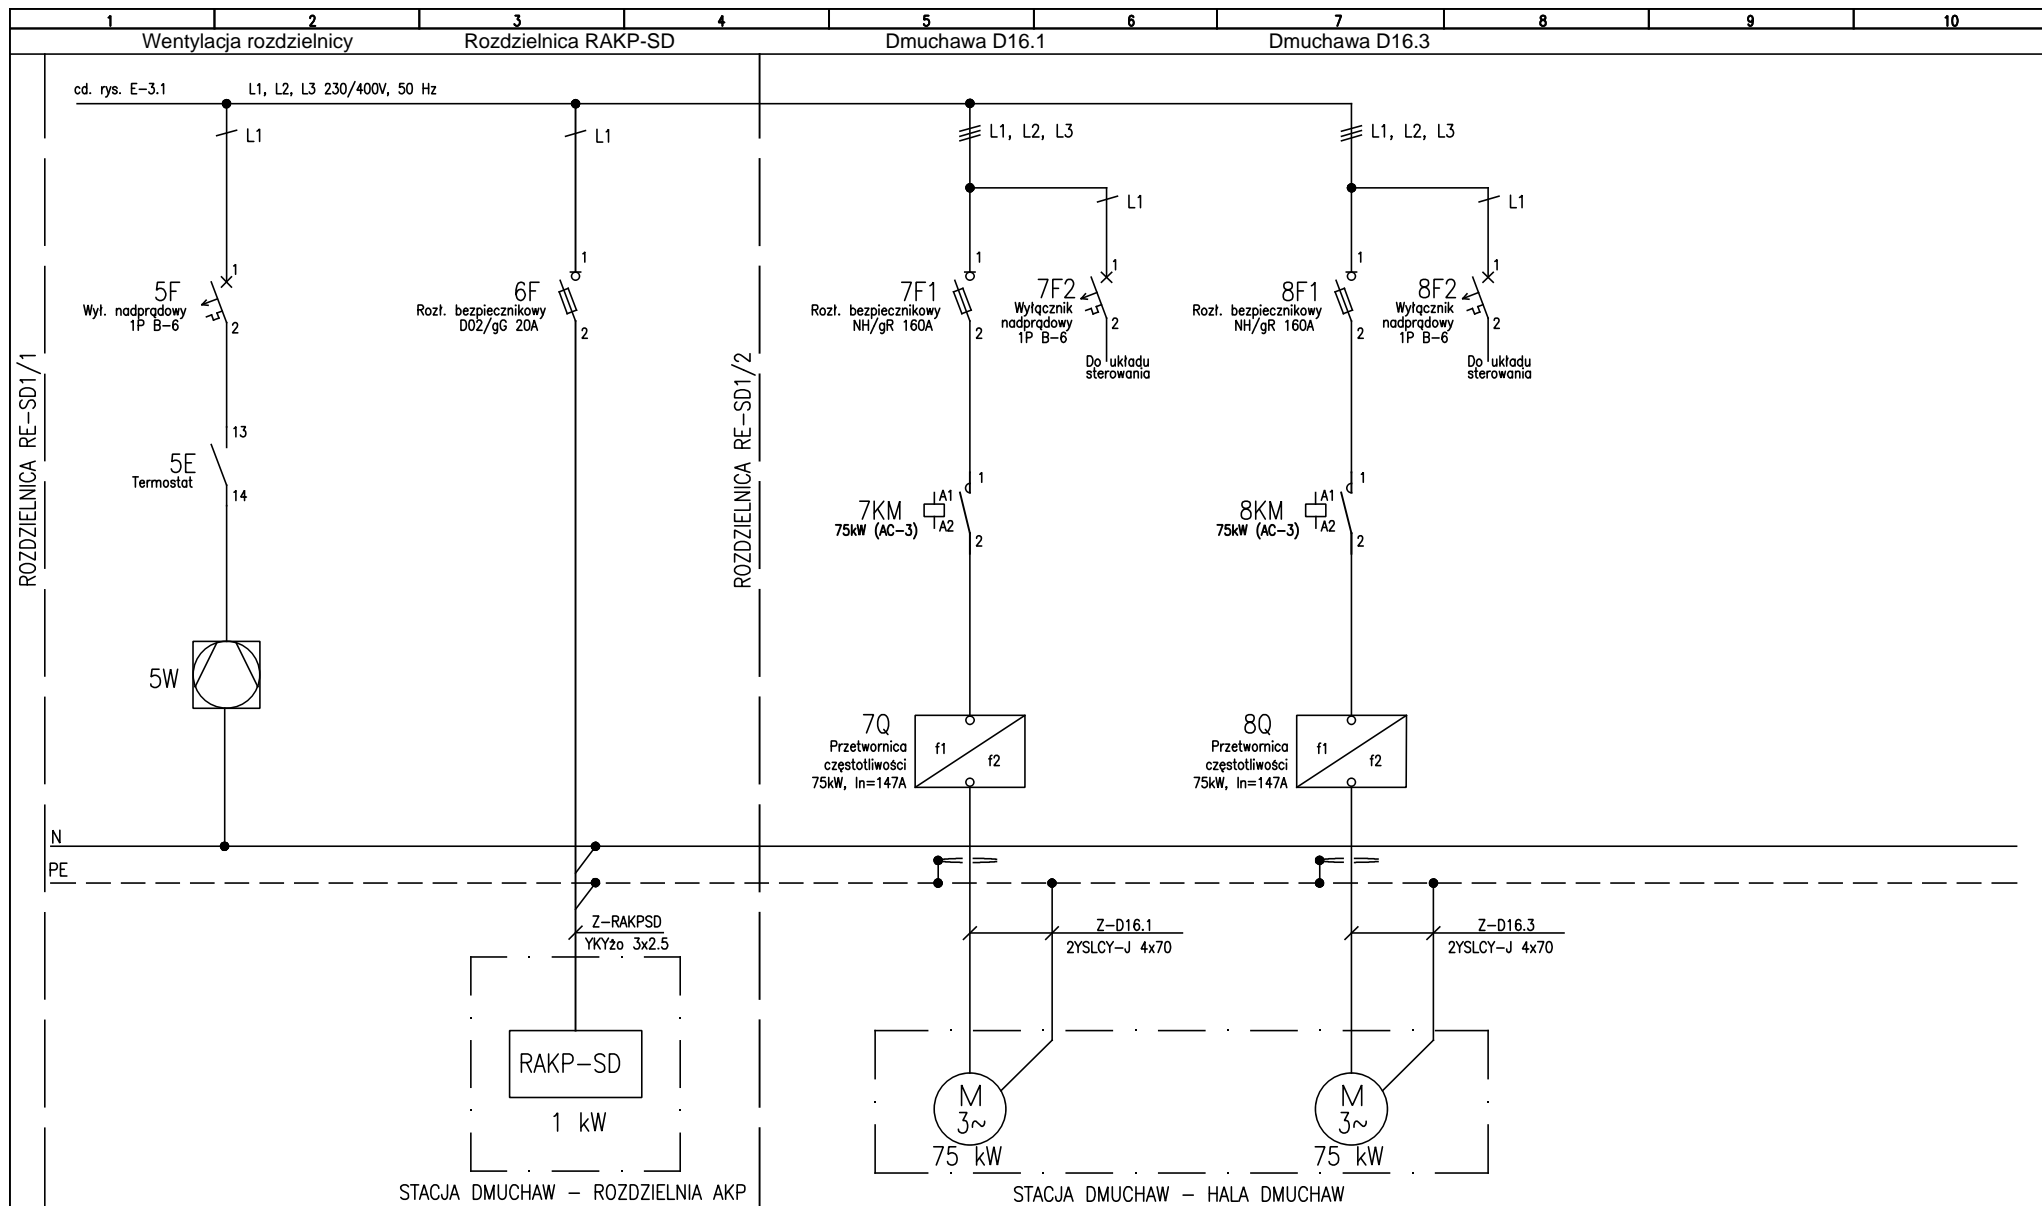 1 2 3 4 5 6 7 8 9 10
Wentylacja rozdzielnicy
Rozdzielnica RAKP-SD
Dmuchawa D16.1
Dmuchawa D16.3
cd. rys. E-3.1
L1, L2, L3 230/400V, 50 Hz
L1
L1
L1, L2, L3
L1, L2, L3
L1
L1
ROZDZIELNICA RE-SD1/1
5F
Wył. nadprądowy
1P B-6
1
2
5E
Termostat
13
14
5W
6F
Rozł. bezpiecznikowy
D02/gG 20A
1
2
ROZDZIELNICA RE-SD1/2
7F1
Rozł. bezpiecznikowy
NH/gR 160A
1
2
7F2
Wyłącznik
nadprądowy
1P B-6
1
2
Do układu
sterowania
8F1
Rozł. bezpiecznikowy
NH/gR 160A
1
2
8F2
Wyłącznik
nadprądowy
1P B-6
1
2
Do układu
sterowania
7KM
75kW (AC-3)
A1
A2
1
2
8KM
75kW (AC-3)
A1
A2
1
2
7Q
Przetwornica
częstotliwości
75kW, In=147A
f1
f2
8Q
Przetwornica
częstotliwości
75kW, In=147A
f1
f2
N
PE
Z-RAKPSD
YKYżo 3x2.5
Z-D16.1
2YSLCY-J 4x70
Z-D16.3
2YSLCY-J 4x70
RAKP-SD
1 kW
M
3~
75 kW
M
3~
75 kW
STACJA DMUCHAW - ROZDZIELNIA AKP
STACJA DMUCHAW - HALA DMUCHAW